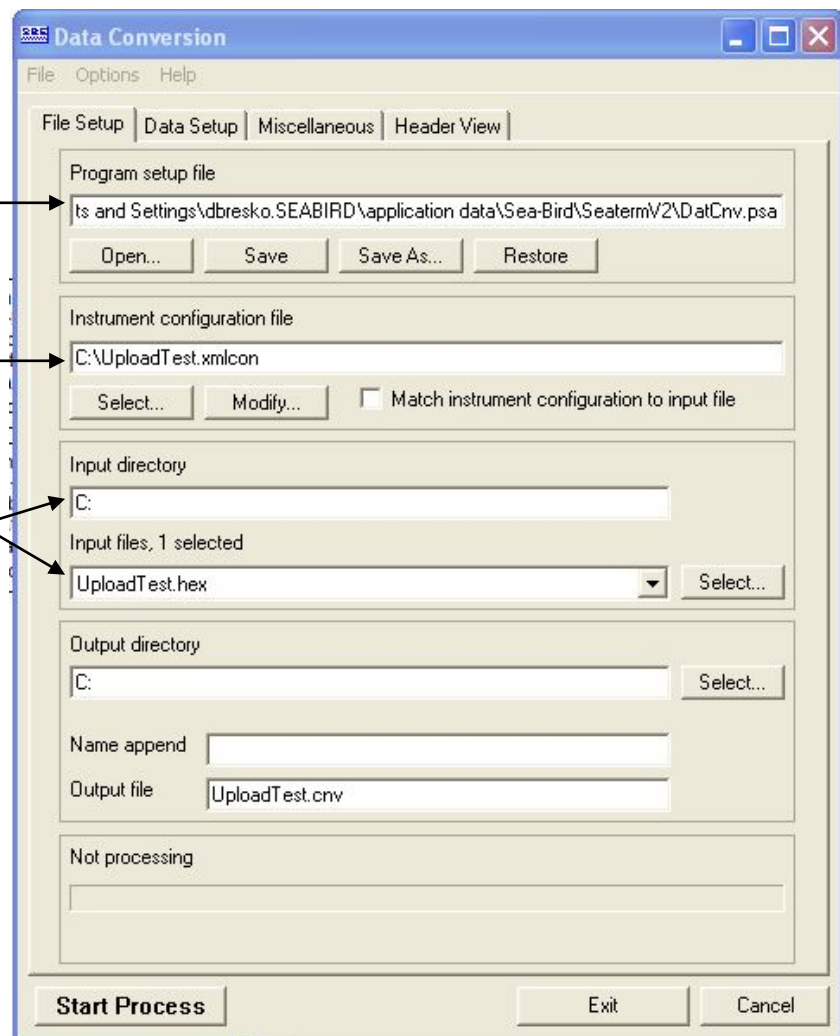 SBE Data Conversion
File Options Help
File Setup Data Setup Miscellaneous Header View
Program setup file
ts and Settings\dbresko.SEABIRD\application data\Sea-Bird\SeatermV2\DatCnv.psa
Open... Save Save As... Restore
Instrument configuration file
C:\UploadTest.xmlcon
Select... Modify... Match instrument configuration to input file
Input directory
C:
Input files, 1 selected
UploadTest.hex Select...
Output directory
C: Select...
Name append
Output file UploadTest.cnv
Not processing
Start Process Exit Cancel